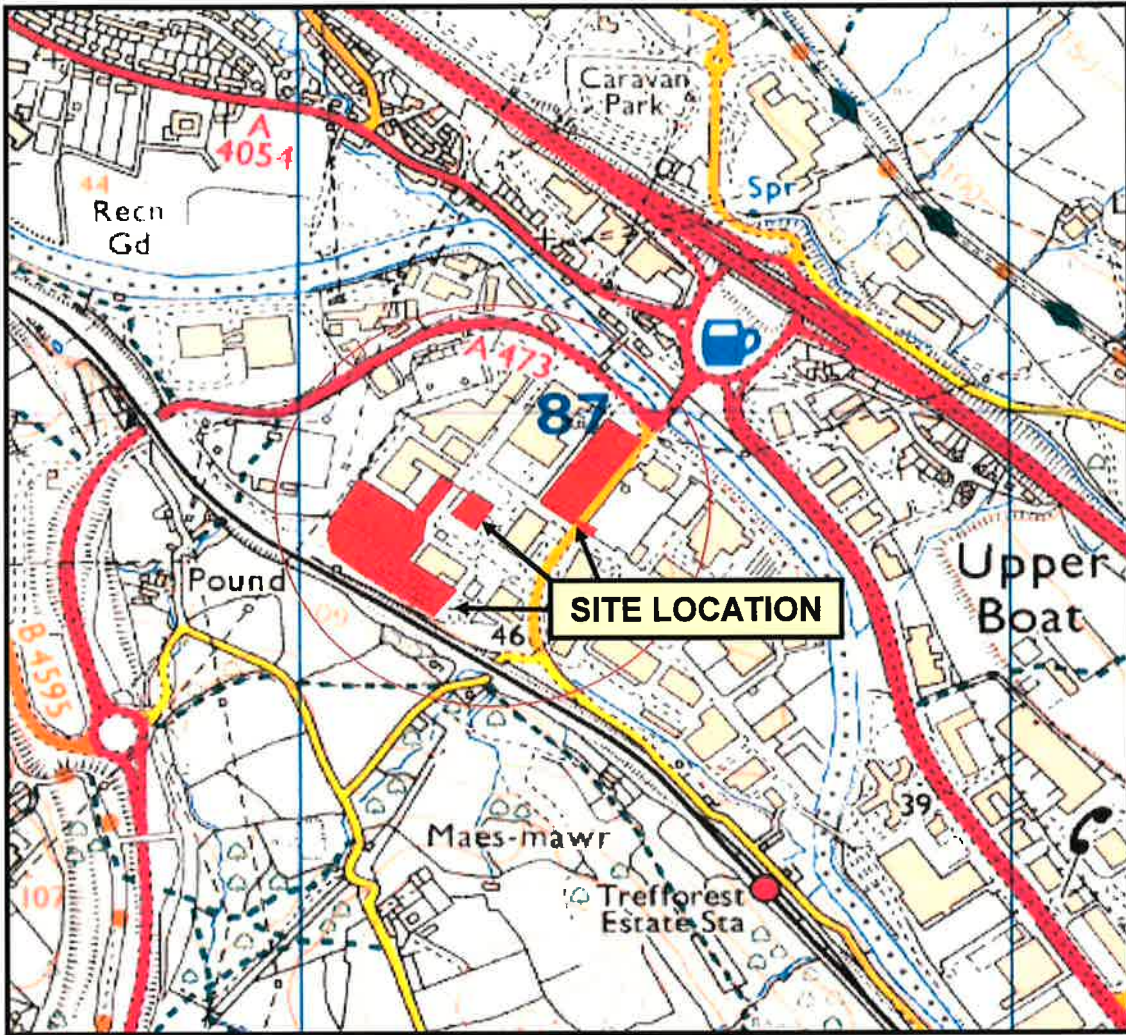 Caravan
Park
A
4054
44
Recn
Gd
Spr
100
A 473
87
Pound
SITE LOCATION
Upper
Boat
46
B 4595
39
Maes-mawr
107
Trefforest
Estate Sta